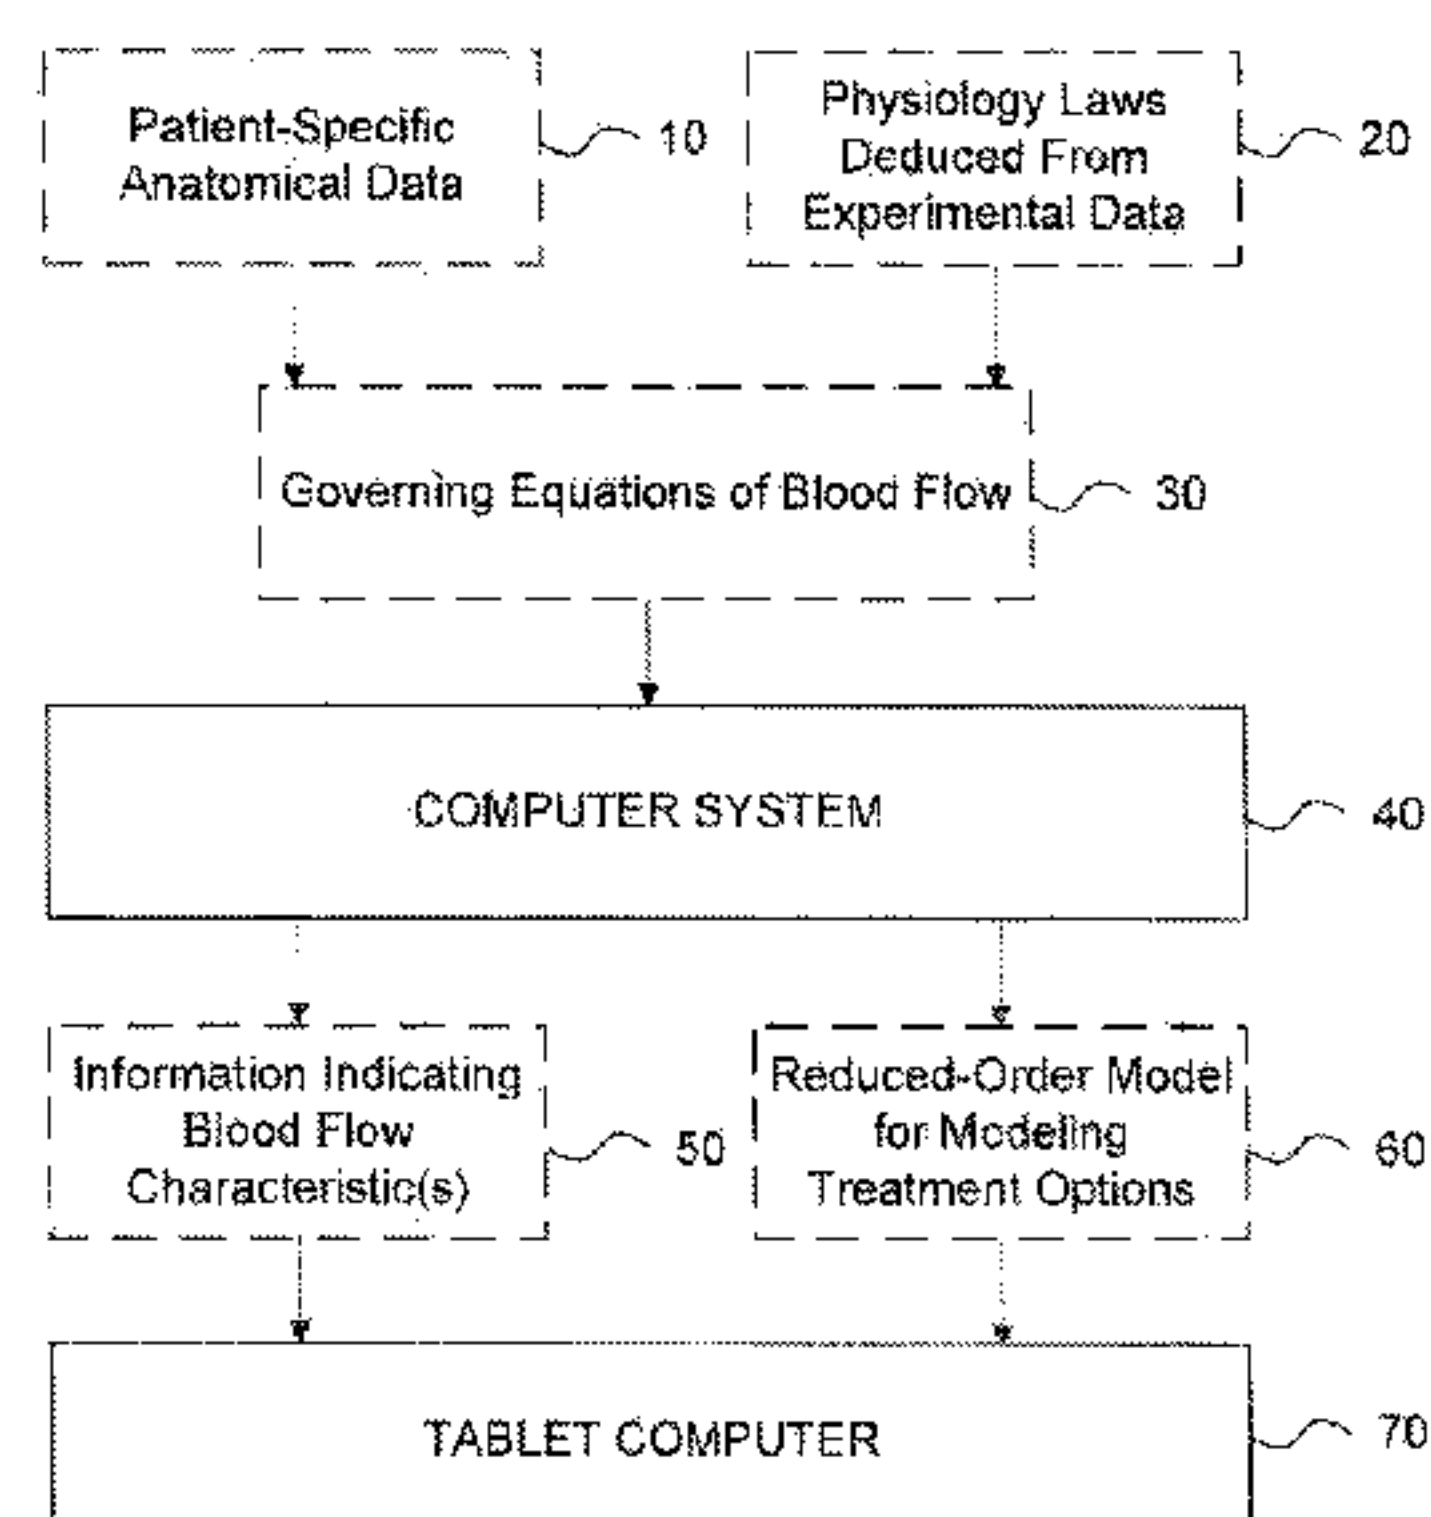 Patient-Specific
Anatomical Data
10
Physiology Laws
Deduced From
Experimental Data
20
Governing Equations of Blood Flow
30
COMPUTER SYSTEM
40
Information Indicating
Blood Flow
Characteristic(s)
50
Reduced-Order Model
for Modeling
Treatment Options
60
TABLET COMPUTER
70